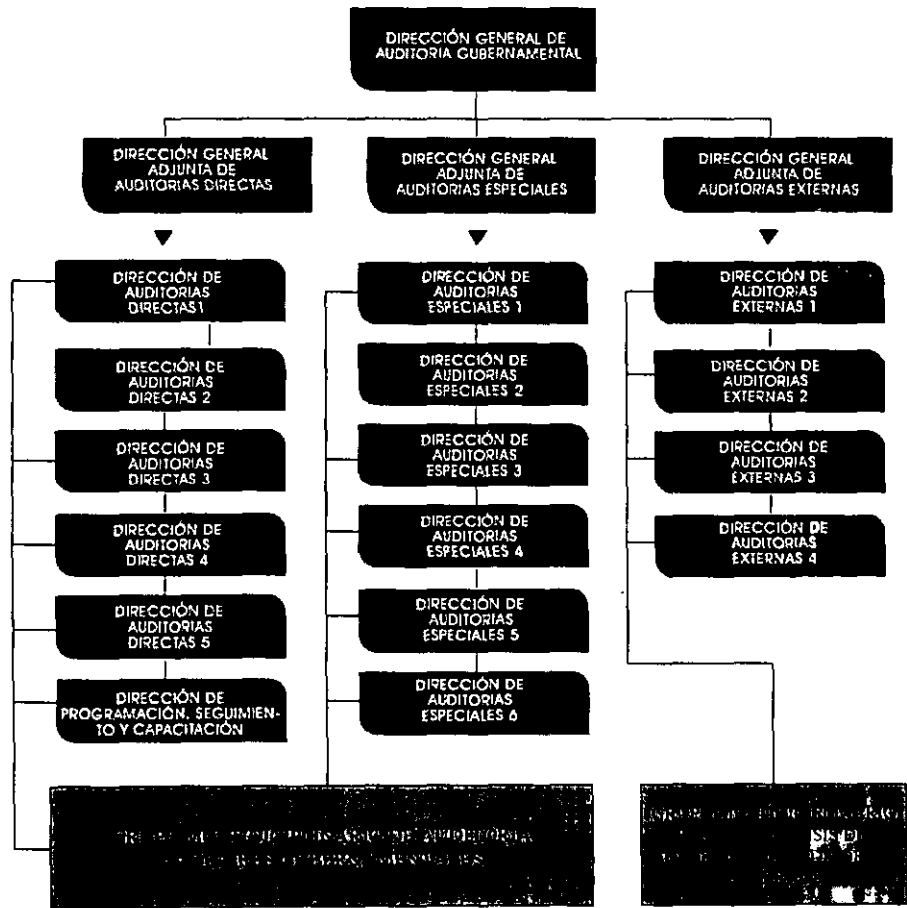 DIRECCIÓN GENERAL DE
AUDITORIA GUBERNAMENTAL
DIRECCIÓN GENERAL
ADJUNTA DE
AUDITORIAS DIRECTAS
DIRECCIÓN GENERAL
ADJUNTA DE
AUDITORIAS ESPECIALES
DIRECCIÓN GENERAL
ADJUNTA DE
AUDITORIAS EXTERNAS
DIRECCIÓN DE
AUDITORIAS
DIRECTAS1
DIRECCIÓN DE
AUDITORIAS
DIRECTAS 2
DIRECCIÓN DE
AUDITORIAS
DIRECTAS 3
DIRECCIÓN DE
AUDITORIAS
DIRECTAS 4
DIRECCIÓN DE
AUDITORIAS
DIRECTAS 5
DIRECCIÓN DE
PROGRAMACIÓN, SEGUIMIEN-
TO Y CAPACITACIÓN
DIRECCIÓN DE
AUDITORIAS
ESPECIALES 1
DIRECCIÓN DE
AUDITORIAS
ESPECIALES 2
DIRECCIÓN DE
AUDITORIAS
ESPECIALES 3
DIRECCIÓN DE
AUDITORIAS
ESPECIALES 4
DIRECCIÓN DE
AUDITORIAS
ESPECIALES 5
DIRECCIÓN DE
AUDITORIAS
ESPECIALES 6
DIRECCIÓN DE
AUDITORIAS
EXTERNAS 1
DIRECCIÓN DE
AUDITORIAS
EXTERNAS 2
DIRECCIÓN DE
AUDITORIAS
EXTERNAS 3
DIRECCIÓN DE
AUDITORIAS
EXTERNAS 4